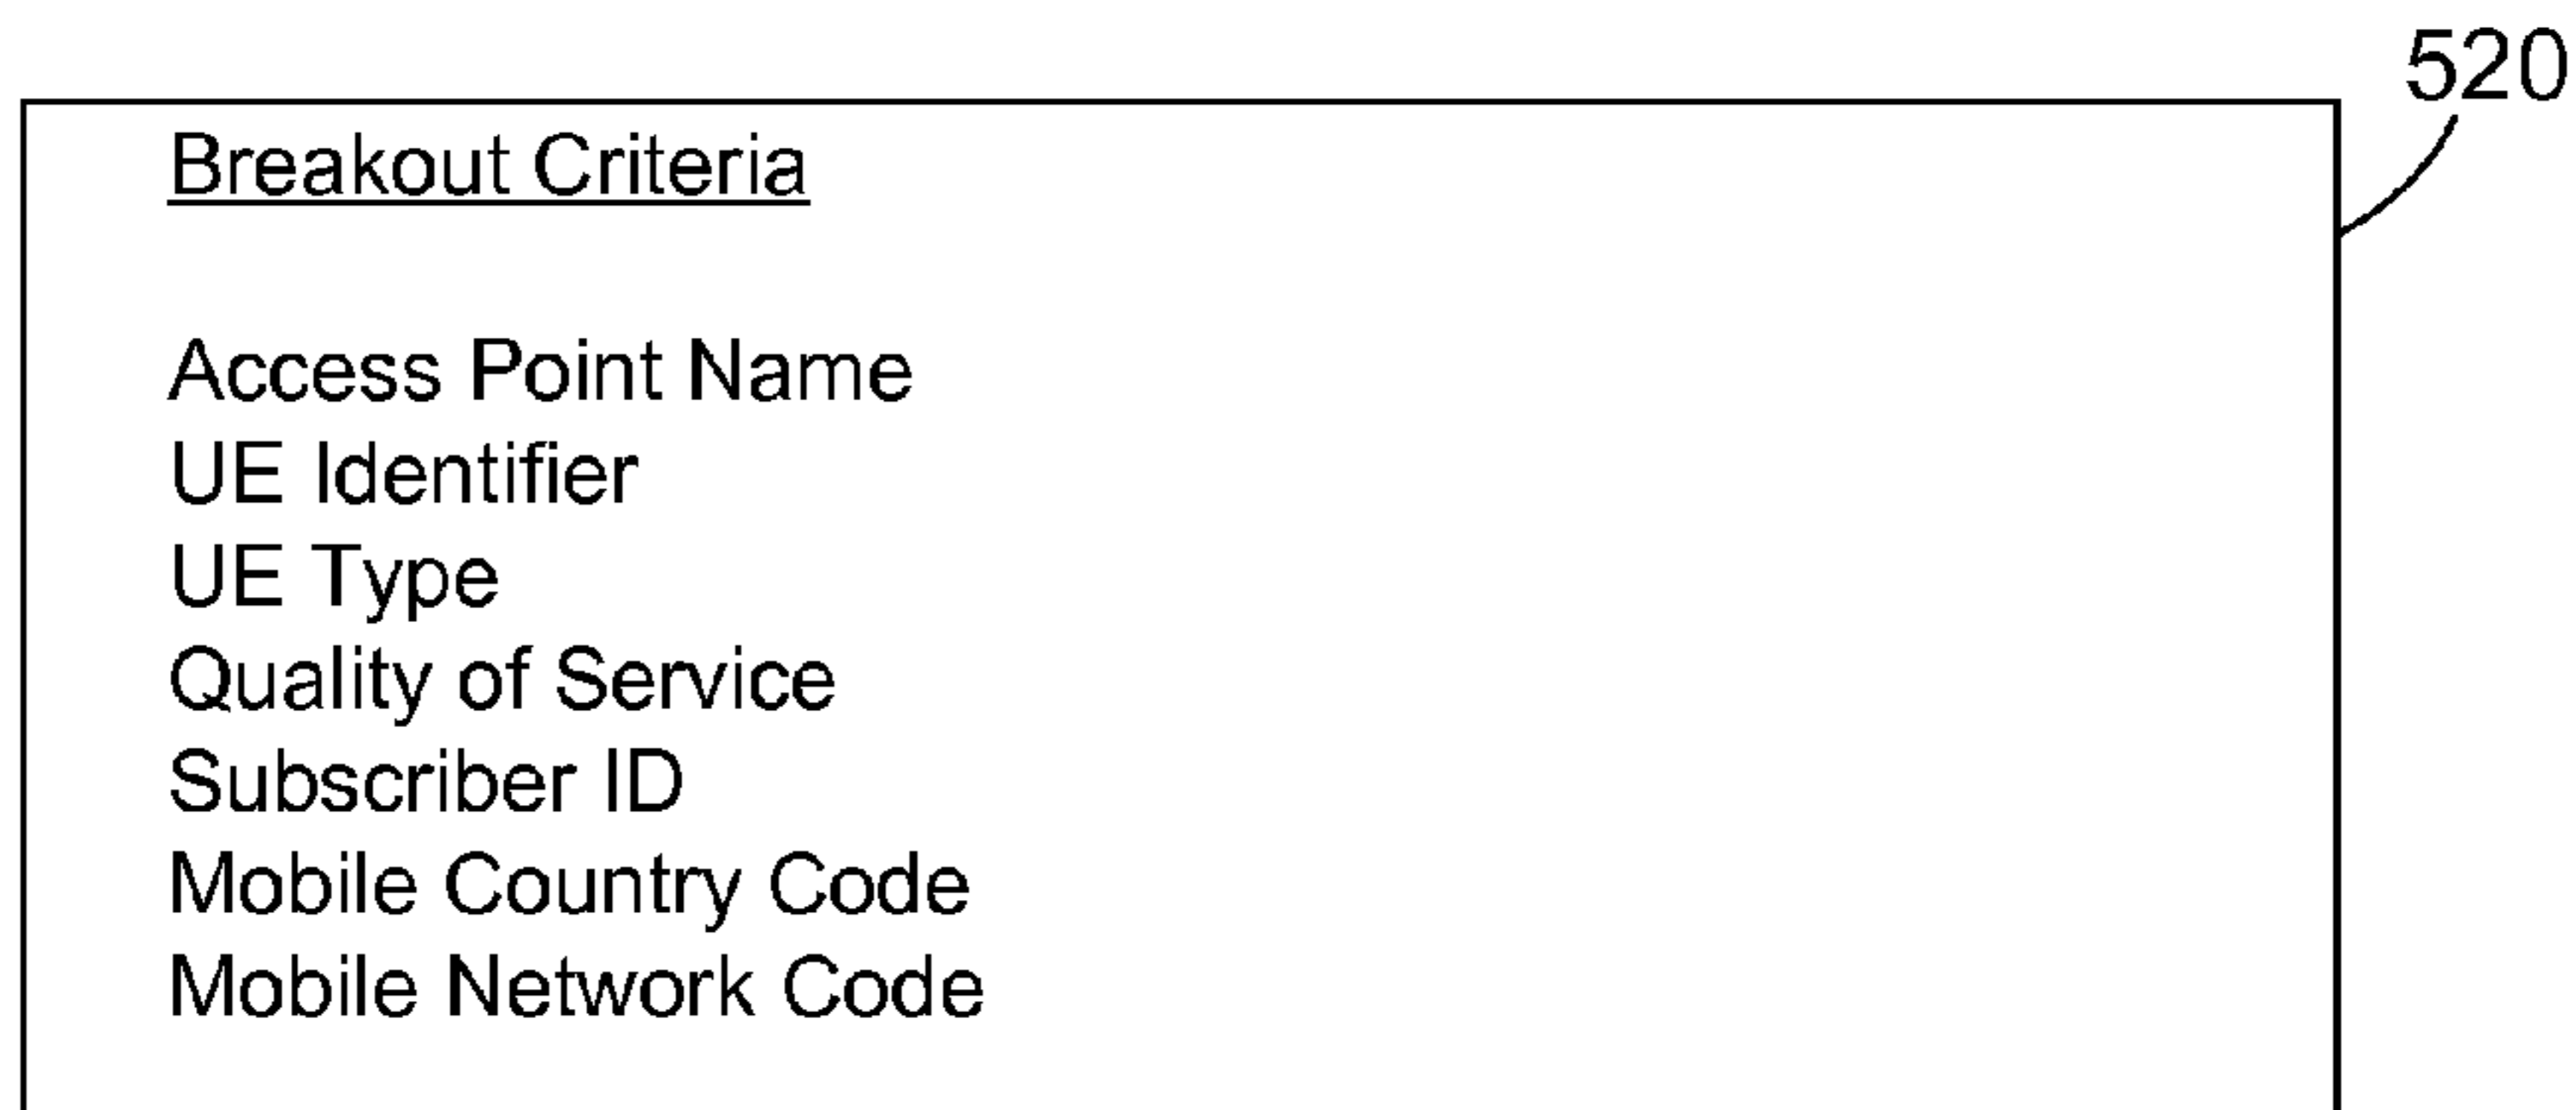 520
Breakout Criteria
Access Point Name
UE Identifier
UE Type
Quality of Service
Subscriber ID
Mobile Country Code
Mobile Network Code